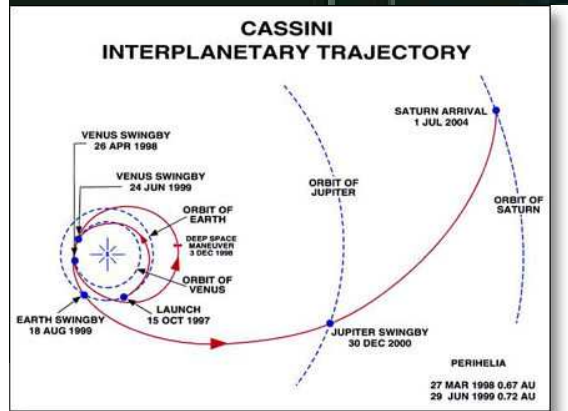 CASSINI
INTERPLANETARY TRAJECTORY
VENUS SWINGBY
26 APR 1998
VENUS SWINGBY
24 JUN 1999
ORBIT OF
EARTH
DEEP SPACE
MANEUVER
3 DEC 1998
ORBIT OF
VENUS
LAUNCH
15 OCT 1997
EARTH SWINGBY
18 AUG 1999
ORBIT OF
JUPITER
SATURN ARRIVAL
1 JUL 2004
ORBIT OF
SATURN
JUPITER SWINGBY
30 DEC 2000
PERIHELIA
27 MAR 1998 0.67 AU
29 JUN 1999 0.72 AU